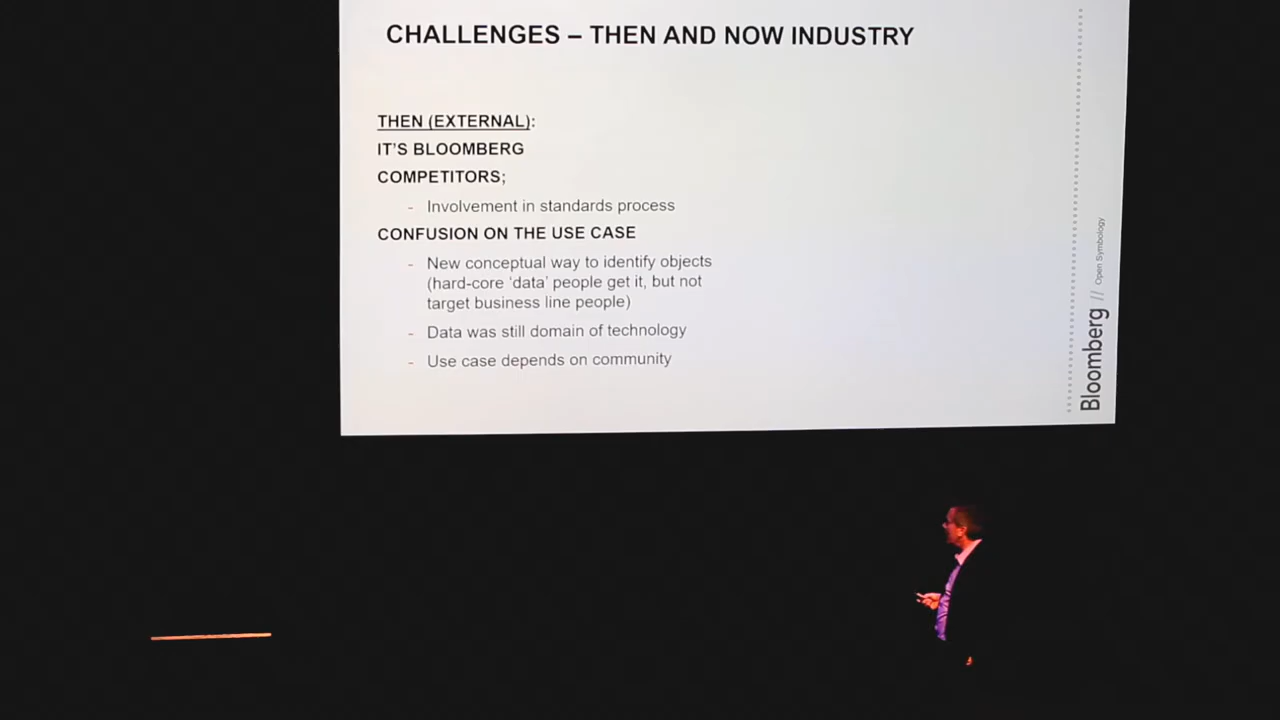 CHALLENGES – THEN AND NOW INDUSTRY
THEN (EXTERNAL):
IT'S BLOOMBERG
COMPETITORS;
- Involvement in standards process
CONFUSION ON THE USE CASE
- New conceptual way to identify objects
(hard-core 'data' people get it, but not
target business line people)
- Data was still domain of technology
- Use case depends on community
Bloomberg // Open Symbology